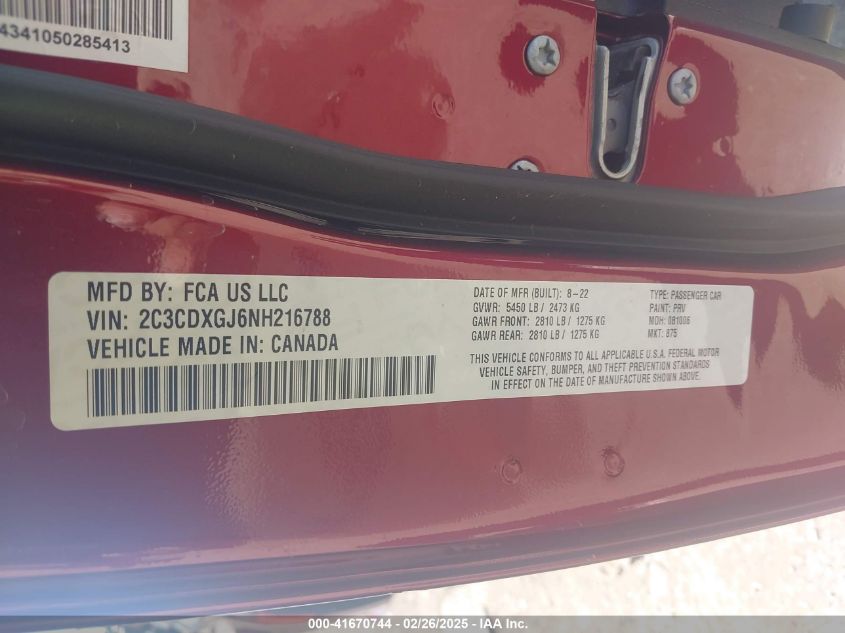 4341050285413
MFD BY: FCA US LLC
VIN: 2C3CDXGJ6NH216788
VEHICLE MADE IN: CANADA
DATE OF MFR (BUILT): 8-22
GVWR: 5450 LB / 2473 KG
GAWR FRONT: 2810 LB / 1275 KG
GAWR REAR: 2810 LB / 1275 KG
TYPE: PASSENGER CAR
PAINT: PRV
MDH: 081006
MKT: 875
THIS VEHICLE CONFORMS TO ALL APPLICABLE U.S.A. FEDERAL MOTOR
VEHICLE SAFETY, BUMPER, AND THEFT PREVENTION STANDARDS
IN EFFECT ON THE DATE OF MANUFACTURE SHOWN ABOVE.
000-41670744 - 02/26/2025 - IAA Inc.